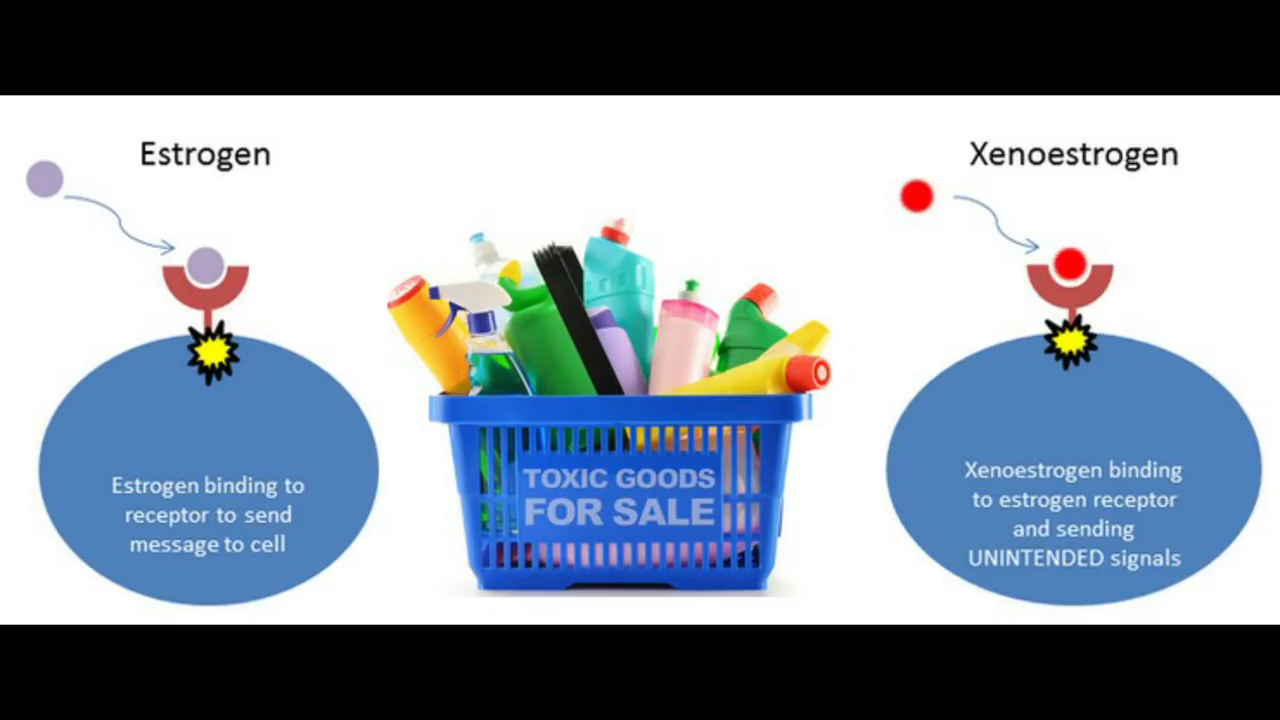 Estrogen
Estrogen binding to
receptor to send
message to cell
TOXIC GOODS
FOR SALE
Xenoestrogen
Xenoestrogen binding
to estrogen receptor
and sending
UNINTENDED signals